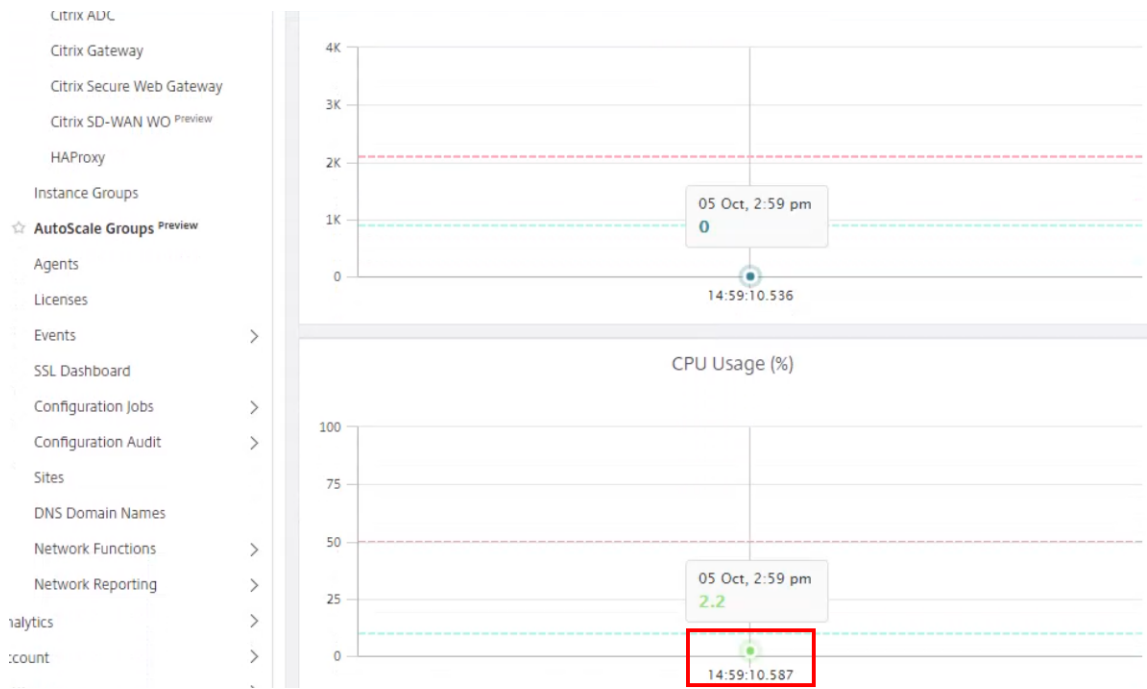 Citrix ADC
Citrix Gateway
Citrix Secure Web Gateway
Citrix SD-WAN WO Preview
HAProxy
Instance Groups
AutoScale Groups Preview
Agents
Licenses
Events
SSL Dashboard
Configuration Jobs
Configuration Audit
Sites
DNS Domain Names
Network Functions
Network Reporting
nalytics
ccount
4K
3K
2K
1K
0
05 Oct, 2:59 pm
0
14:59:10.536
CPU Usage (%)
100
75
50
25
0
05 Oct, 2:59 pm
2.2
14:59:10.587